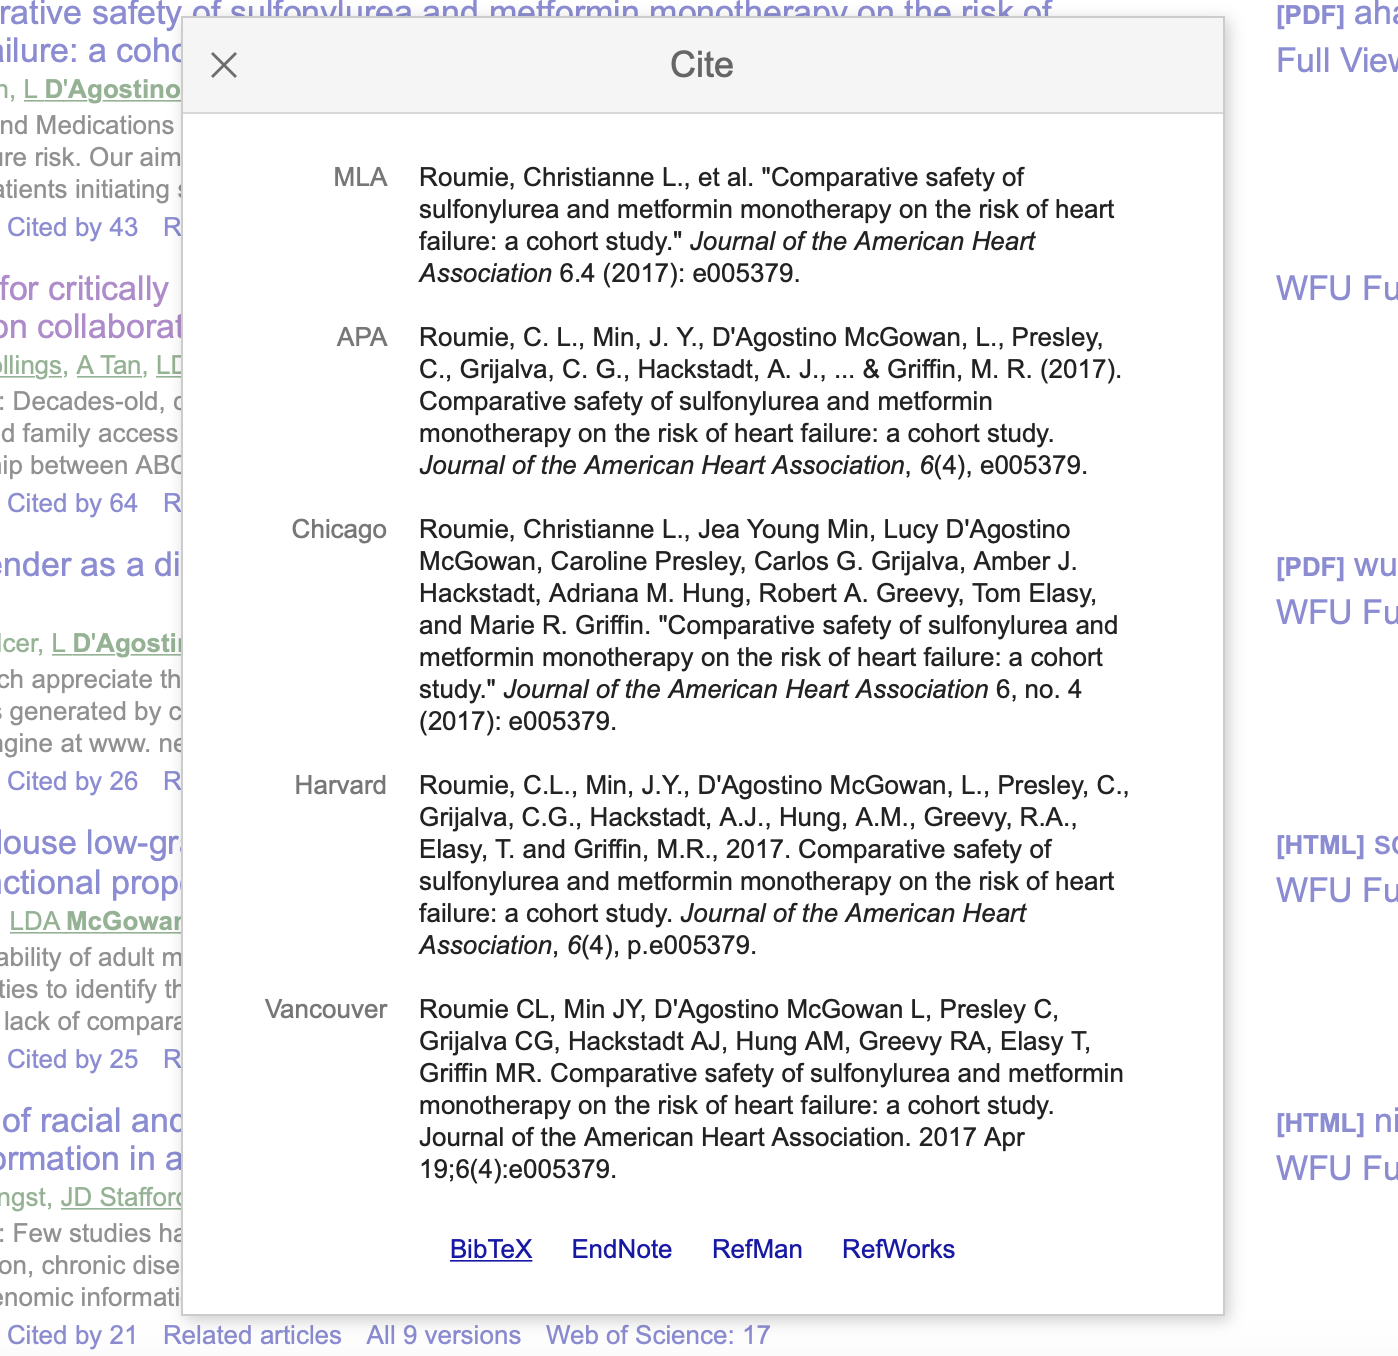 rative safety of sulfonylurea and metformin monotherapy on the risk of
ailure: a coho
n, L D'Agostino
nd Medications
ure risk. Our aim
atients initiating s
Cited by 43 R
for critically
on collaborat
ollings, A Tan, LD
: Decades-old, c
d family access
hip between ABC
Cited by 64 R
ender as a di
lcer, L D'Agostin
ch appreciate th
s generated by c
ngine at www. ne
Cited by 26 R
louse low-gra
nctional prope
LDA McGowan
ability of adult m
ties to identify th
lack of compara
Cited by 25 R
of racial and
ormation in a
ngst, JD Stafford
: Few studies ha
on, chronic dise
enomic informati
Cited by 21 Related articles All 9 versions Web of Science: 17
Cite
MLA Roumie, Christianne L., et al. "Comparative safety of
sulfonylurea and metformin monotherapy on the risk of heart
failure: a cohort study." Journal of the American Heart
Association 6.4 (2017): e005379.
APA Roumie, C. L., Min, J. Y., D'Agostino McGowan, L., Presley,
C., Grijalva, C. G., Hackstadt, A. J., ... & Griffin, M. R. (2017).
Comparative safety of sulfonylurea and metformin
monotherapy on the risk of heart failure: a cohort study.
Journal of the American Heart Association, 6(4), e005379.
Chicago Roumie, Christianne L., Jea Young Min, Lucy D'Agostino
McGowan, Caroline Presley, Carlos G. Grijalva, Amber J.
Hackstadt, Adriana M. Hung, Robert A. Greevy, Tom Elasy,
and Marie R. Griffin. "Comparative safety of sulfonylurea and
metformin monotherapy on the risk of heart failure: a cohort
study." Journal of the American Heart Association 6, no. 4
(2017): e005379.
Harvard Roumie, C.L., Min, J.Y., D'Agostino McGowan, L., Presley, C.,
Grijalva, C.G., Hackstadt, A.J., Hung, A.M., Greevy, R.A.,
Elasy, T. and Griffin, M.R., 2017. Comparative safety of
sulfonylurea and metformin monotherapy on the risk of heart
failure: a cohort study. Journal of the American Heart
Association, 6(4), p.e005379.
Vancouver Roumie CL, Min JY, D'Agostino McGowan L, Presley C,
Grijalva CG, Hackstadt AJ, Hung AM, Greevy RA, Elasy T,
Griffin MR. Comparative safety of sulfonylurea and metformin
monotherapy on the risk of heart failure: a cohort study.
Journal of the American Heart Association. 2017 Apr
19;6(4):e005379.
BibTeX EndNote RefMan RefWorks
[PDF] aha
Full View
WFU Fu
[PDF] wu
WFU Fu
[HTML] sc
WFU Fu
[HTML] ni
WFU Fu